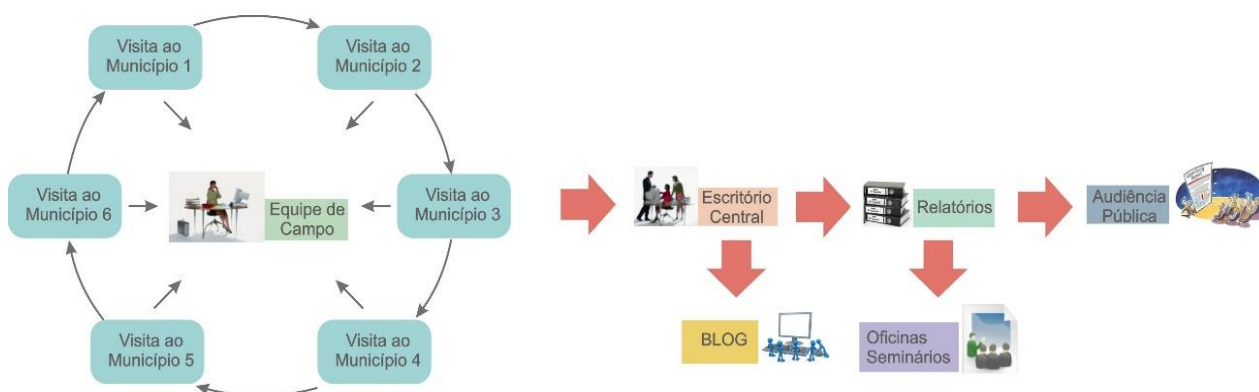 Visita ao
Município 1
Visita ao
Município 2
Visita ao
Município 6
Equipe de
Campo
Visita ao
Município 3
Visita ao
Município 5
Visita ao
Município 4
Escritório
Central
Relatórios
Audiência
Pública
BLOG
Oficinas
Seminários